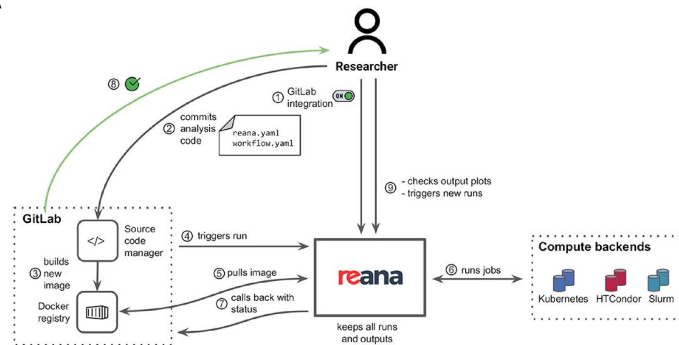 Researcher
⑧
① GitLab
integration
ON
② commits
analysis
code
reana.yaml
workflow.yaml
⑨ - checks output plots
- triggers new runs
GitLab
</>
Source
code
manager
③ builds
new
image
Docker
registry
④ triggers run
⑤ pulls image
⑦ calls back with
status
reana
keeps all runs
and outputs
⑥ runs jobs
Compute backends
Kubernetes HTCondor Slurm